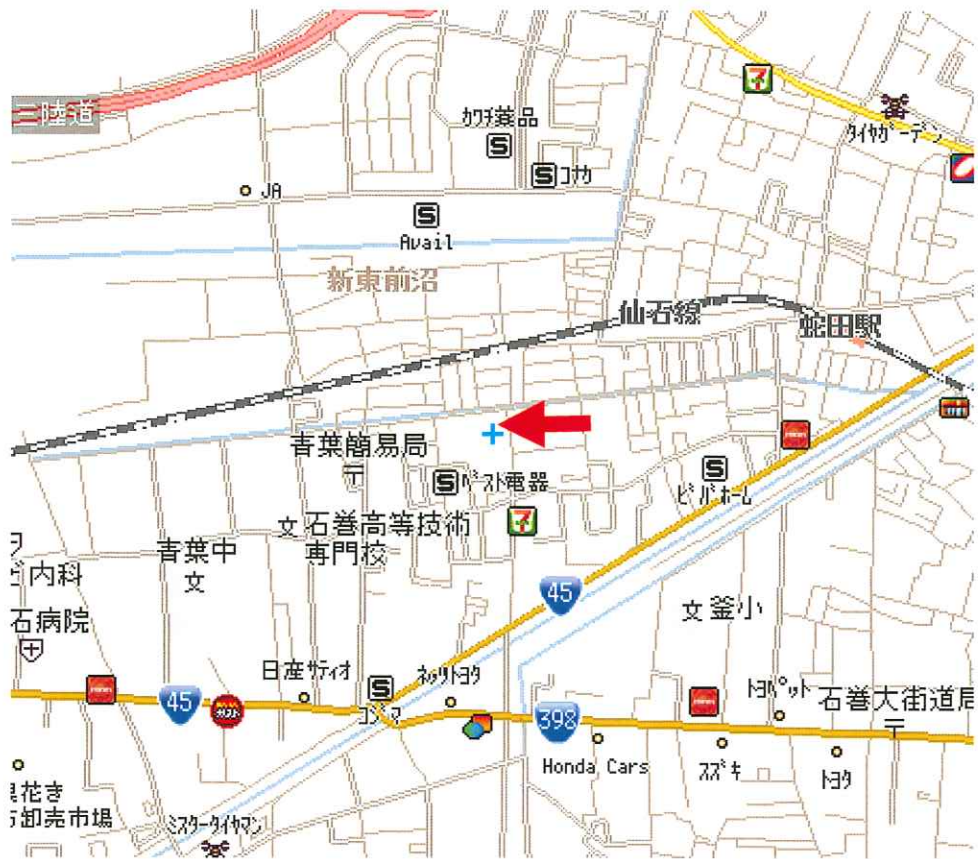 三陸道
カワチ薬品
コナカ
タイヤガーデン
JA
Avail
新東前沼
仙石線
蛇田駅
青葉簡易局
ベスト電器
ビバホーム
石巻高等技術
専門校
文
青葉中
文
内科
石病院
45
文 釜小
日産サティオ
ネッツトヨタ
トヨペット
石巻大街道局
45
コジマ
398
Honda Cars
スズキ
トヨタ
花き
卸売市場
ミスタータイヤマン